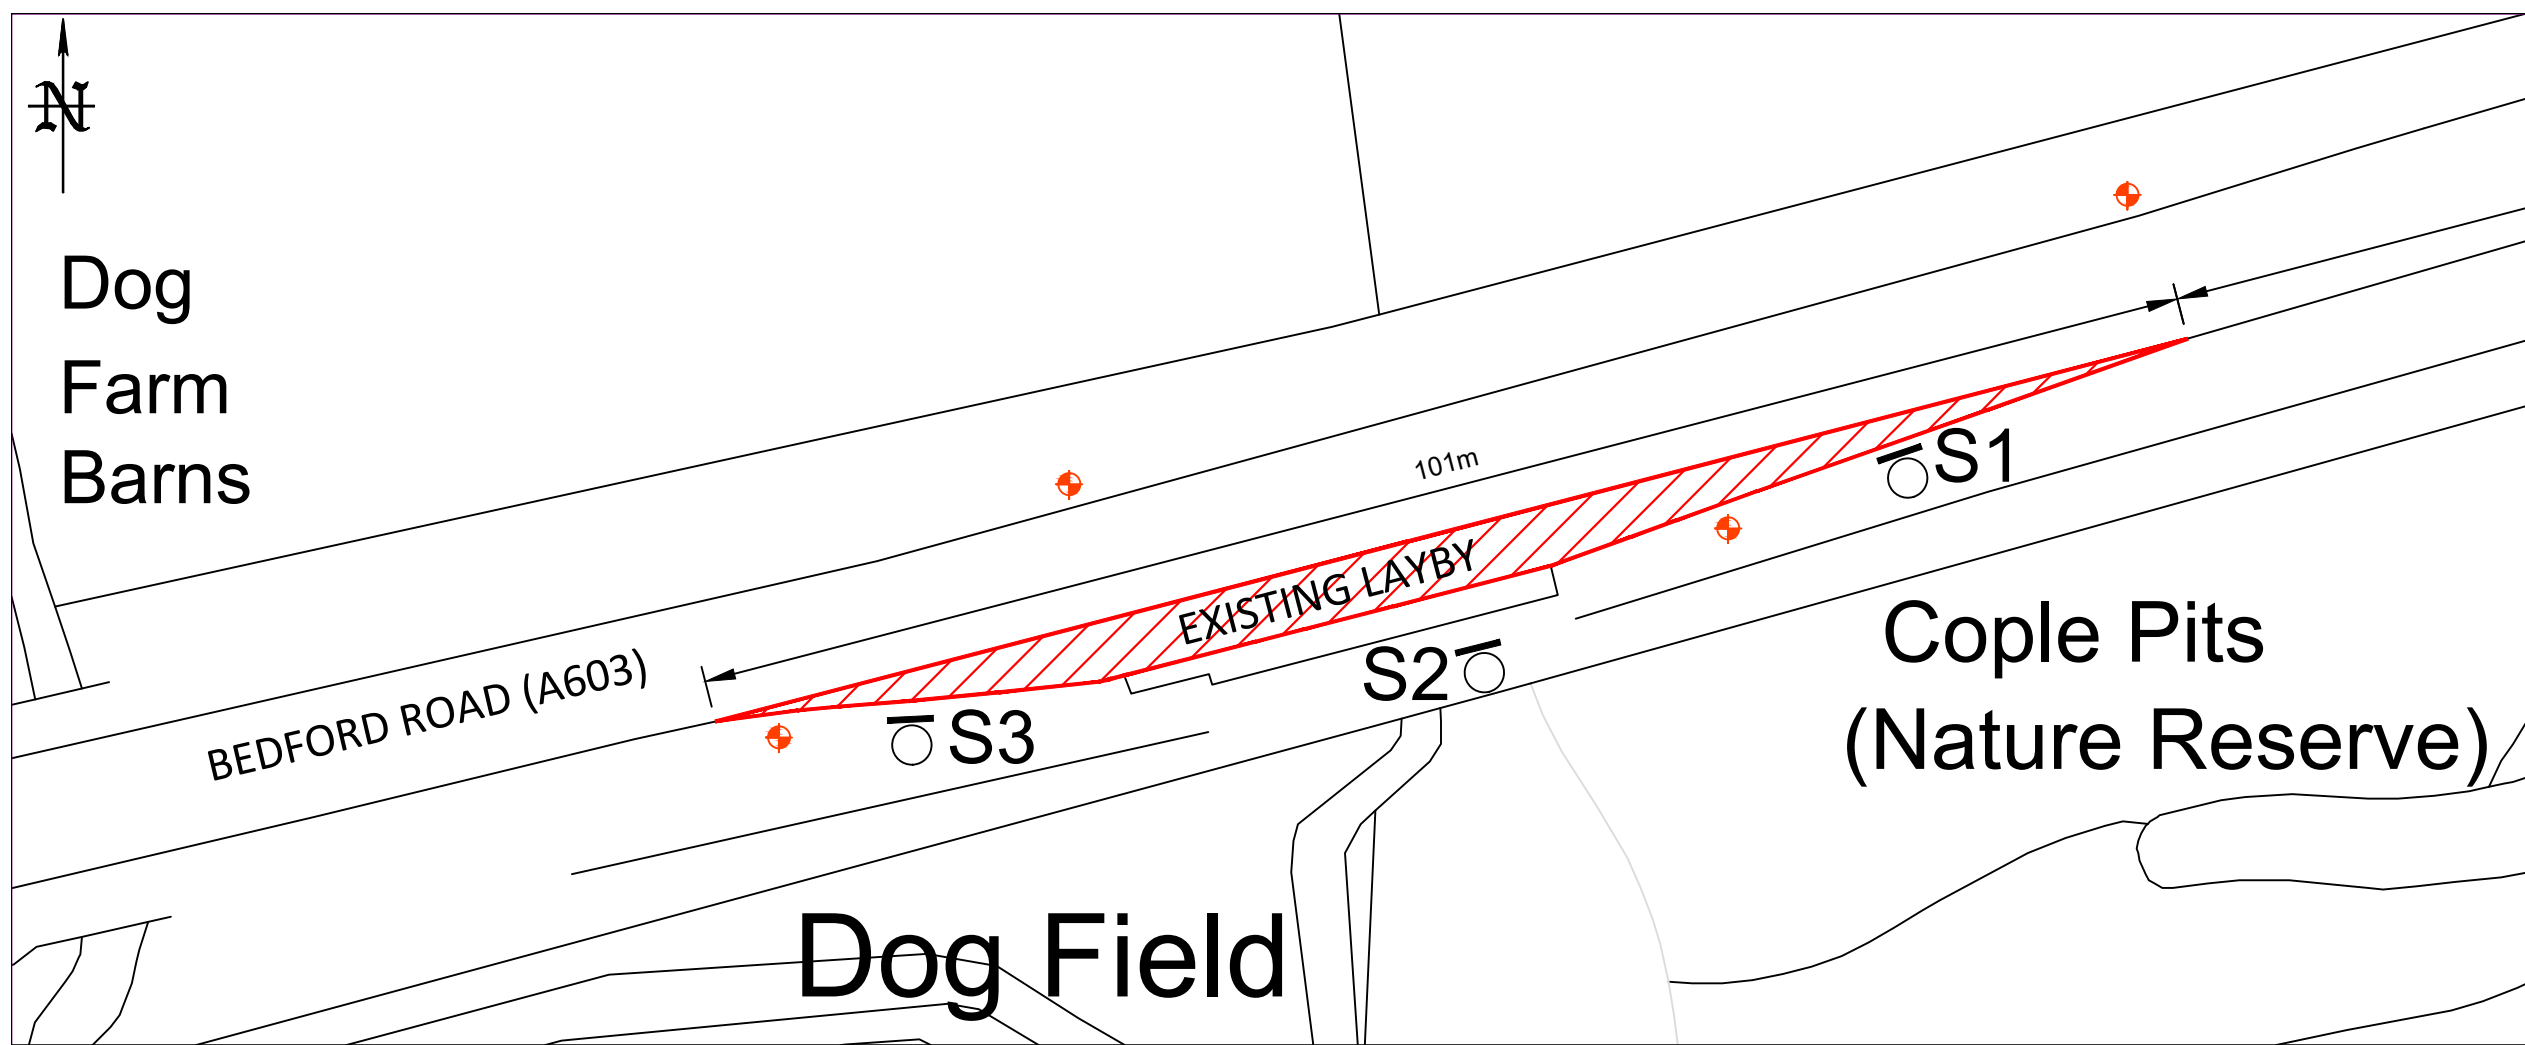 N
Dog
Farm
Barns
101m
S1
EXISTING LAYBY
S2
BEDFORD ROAD (A603)
S3
Cople Pits
(Nature Reserve)
Dog Field